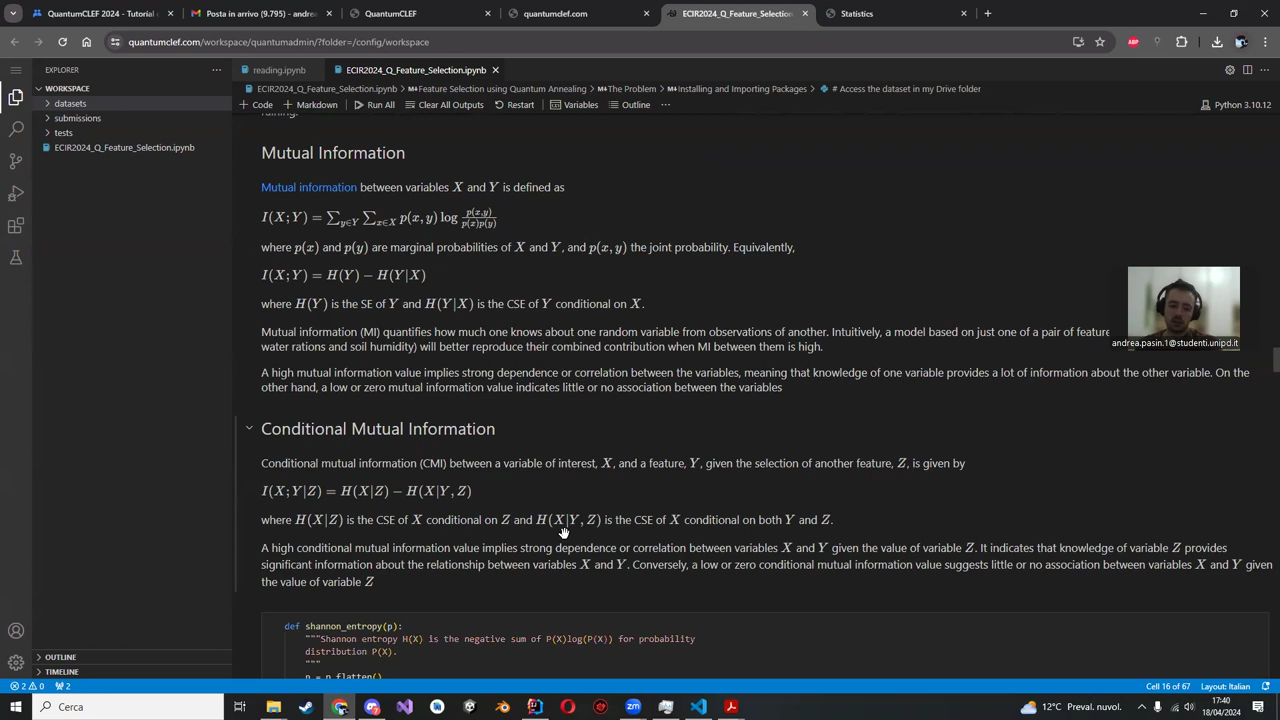 QuantumCLEF 2024 - Tutorial
Posta in arrivo (9.795) - andrea
QuantumCLEF
quantumclef.com
ECIR2024_Q_Feature_Selection
Statistics
quantumclef.com/workspace/quantumadmin/?folder=/config/workspace
EXPLORER
reading.ipynb
ECIR2024_Q_Feature_Selection.ipynb
WORKSPACE
datasets
submissions
tests
ECIR2024_Q_Feature_Selection.ipynb
ECIR2024_Q_Feature_Selection.ipynb > Feature Selection using Quantum Annealing > The Problem > Installing and Importing Packages > # Access the dataset in my Drive folder
+ Code + Markdown Run All Clear All Outputs Restart Variables Outline ... Python 3.10.12
Mutual Information
Mutual information between variables X and Y is defined as
I(X; Y) = ∑y∈Y ∑x∈X p(x, y) log p(x,y)/p(x)p(y)
where p(x) and p(y) are marginal probabilities of X and Y, and p(x, y) the joint probability. Equivalently,
I(X; Y) = H(Y) − H(Y|X)
where H(Y) is the SE of Y and H(Y|X) is the CSE of Y conditional on X.
Mutual information (MI) quantifies how much one knows about one random variable from observations of another. Intuitively, a model based on just one of a pair of feature
water rations and soil humidity) will better reproduce their combined contribution when MI between them is high.
andrea.pasin.1@studenti.unipd.it
A high mutual information value implies strong dependence or correlation between the variables, meaning that knowledge of one variable provides a lot of information about the other variable. On the
other hand, a low or zero mutual information value indicates little or no association between the variables
Conditional Mutual Information
Conditional mutual information (CMI) between a variable of interest, X, and a feature, Y, given the selection of another feature, Z, is given by
I(X; Y|Z) = H(X|Z) − H(X|Y, Z)
where H(X|Z) is the CSE of X conditional on Z and H(X|Y, Z) is the CSE of X conditional on both Y and Z.
A high conditional mutual information value implies strong dependence or correlation between variables X and Y given the value of variable Z. It indicates that knowledge of variable Z provides
significant information about the relationship between variables X and Y. Conversely, a low or zero conditional mutual information value suggests little or no association between variables X and Y given
the value of variable Z
def shannon_entropy(p):
"""Shannon entropy H(X) is the negative sum of P(X)log(P(X)) for probability
distribution P(X).
"""
p = p.flatten()
OUTLINE
TIMELINE
2 0 2
Cell 16 of 67
Layout: Italian
Cerca
12°C Preval. nuvol.
17:40
18/04/2024